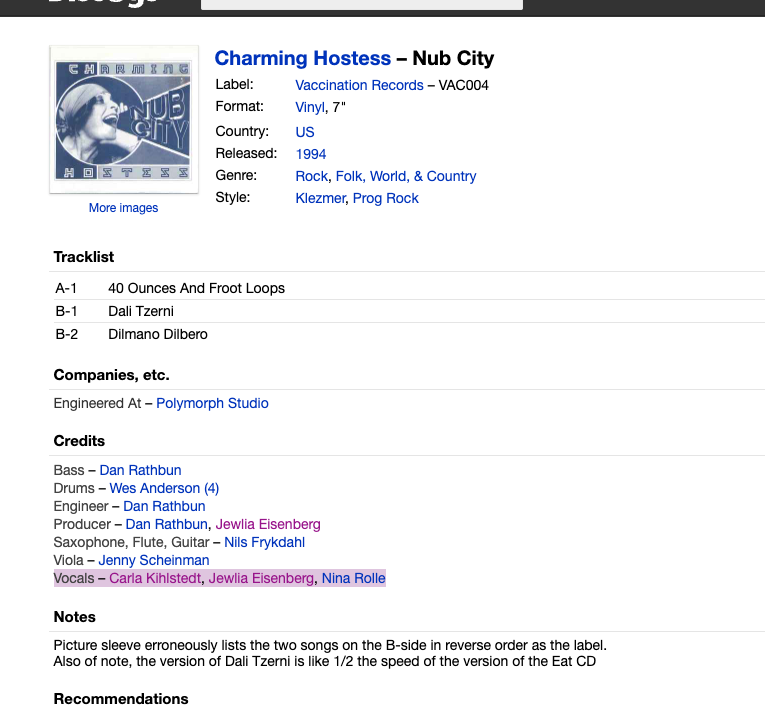 Charming Hostess – Nub City
CHARMING
NUB
CITY
HOSTESS
Label: Vaccination Records – VAC004
Format: Vinyl, 7"
Country: US
Released: 1994
Genre: Rock, Folk, World, & Country
Style: Klezmer, Prog Rock
More images
Tracklist
A-1 40 Ounces And Froot Loops
B-1 Dali Tzerni
B-2 Dilmano Dilbero
Companies, etc.
Engineered At – Polymorph Studio
Credits
Bass – Dan Rathbun
Drums – Wes Anderson (4)
Engineer – Dan Rathbun
Producer – Dan Rathbun, Jewlia Eisenberg
Saxophone, Flute, Guitar – Nils Frykdahl
Viola – Jenny Scheinman
Vocals – Carla Kihlstedt, Jewlia Eisenberg, Nina Rolle
Notes
Picture sleeve erroneously lists the two songs on the B-side in reverse order as the label.
Also of note, the version of Dali Tzerni is like 1/2 the speed of the version of the Eat CD
Recommendations